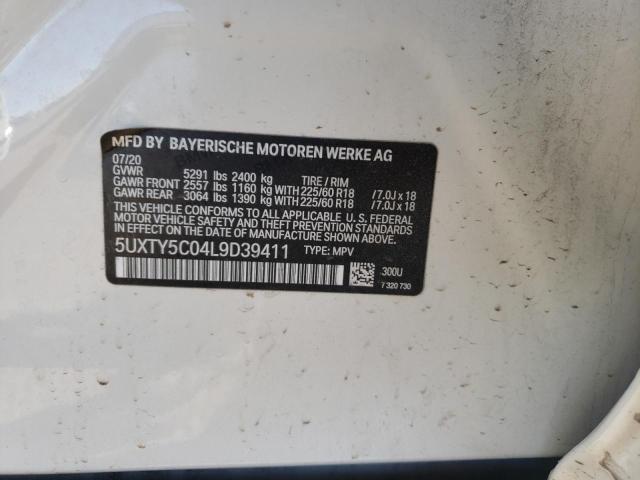 MFD BY BAYERISCHE MOTOREN WERKE AG
07/20
GVWR 5291 lbs 2400 kg TIRE / RIM
GAWR FRONT 2557 lbs 1160 kg WITH 225/60 R18 / 7.0J x 18
GAWR REAR 3064 lbs 1390 kg WITH 225/60 R18 / 7.0J x 18
THIS VEHICLE CONFORMS TO ALL APPLICABLE U.S. FEDERAL
MOTOR VEHICLE SAFETY, BUMPER, AND THEFT PREVENTION STANDARDS
IN EFFECT ON THE DATE OF MANUFACTURE SHOWN ABOVE.
5UXTY5C04L9D39411 TYPE: MPV
300U
7 320 730